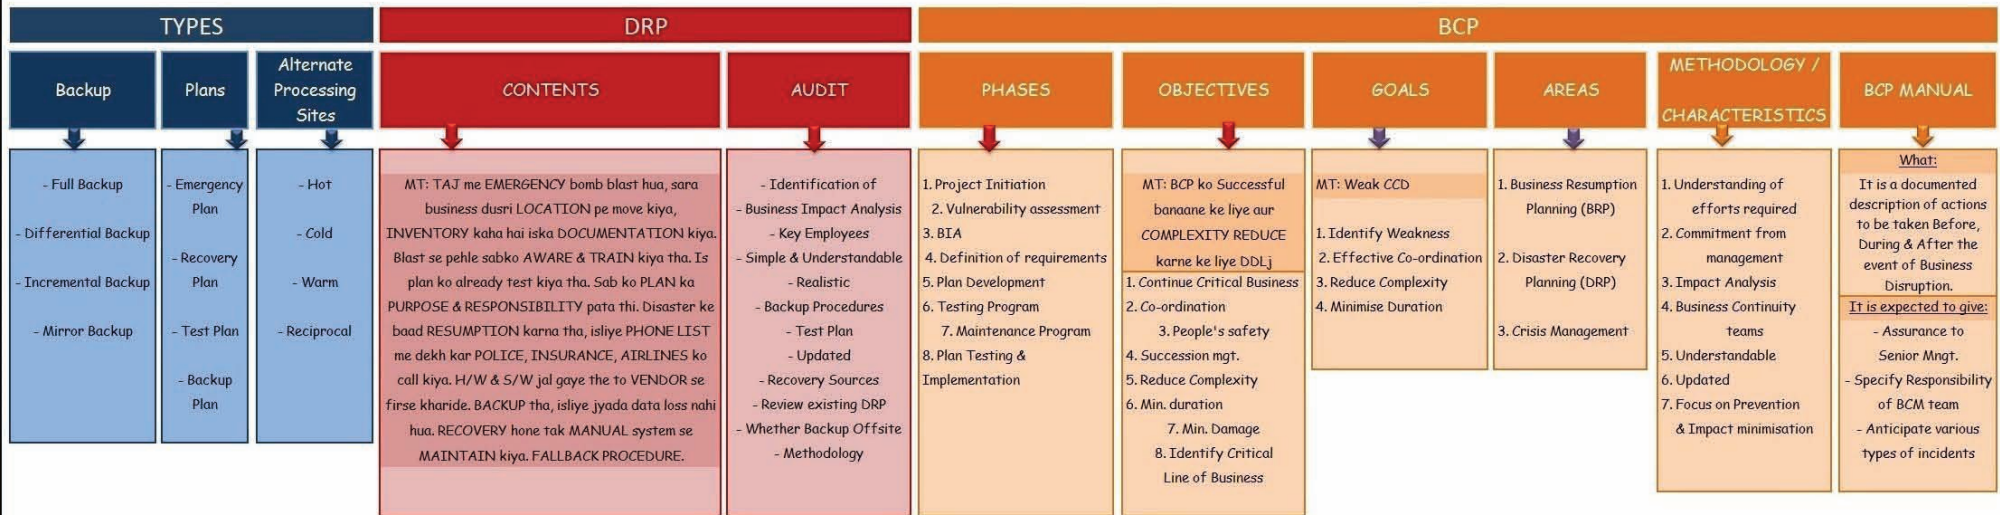 TYPES
DRP
BCP
Backup
Plans
Alternate
Processing
Sites
CONTENTS
AUDIT
PHASES
OBJECTIVES
GOALS
AREAS
METHODOLOGY /
CHARACTERISTICS
BCP MANUAL
- Full Backup
- Differential Backup
- Incremental Backup
- Mirror Backup
- Emergency
Plan
- Recovery
Plan
- Test Plan
- Backup
Plan
- Hot
- Cold
- Warm
- Reciprocal
MT: TAJ me EMERGENCY bomb blast hua, sara
business dusri LOCATION pe move kiya,
INVENTORY kaha hai iska DOCUMENTATION kiya.
Blast se pehle sabko AWARE & TRAIN kiya tha. Is
plan ko already test kiya tha. Sab ko PLAN ka
PURPOSE & RESPONSIBILITY pata thi. Disaster ke
baad RESUMPTION karna tha, isliye PHONE LIST
me dekh kar POLICE, INSURANCE, AIRLINES ko
call kiya. H/W & S/W jal gaye the to VENDOR se
firse kharide. BACKUP tha, isliye jyada data loss nahi
hua. RECOVERY hone tak MANUAL system se
MAINTAIN kiya. FALLBACK PROCEDURE.
- Identification of
- Business Impact Analysis
- Key Employees
- Simple & Understandable
- Realistic
- Backup Procedures
- Test Plan
- Updated
- Recovery Sources
- Review existing DRP
- Whether Backup Offsite
- Methodology
1. Project Initiation
2. Vulnerability assessment
3. BIA
4. Definition of requirements
5. Plan Development
6. Testing Program
7. Maintenance Program
8. Plan Testing &
Implementation
MT: BCP ko Successful
banaane ke liye aur
COMPLEXITY REDUCE
karne ke liye DDLj
1. Continue Critical Business
2. Co-ordination
3. People's safety
4. Succession mgt.
5. Reduce Complexity
6. Min. duration
7. Min. Damage
8. Identify Critical
Line of Business
MT: Weak CCD
1. Identify Weakness
2. Effective Co-ordination
3. Reduce Complexity
4. Minimise Duration
1. Business Resumption
Planning (BRP)
2. Disaster Recovery
Planning (DRP)
3. Crisis Management
1. Understanding of
efforts required
2. Commitment from
management
3. Impact Analysis
4. Business Continuity
teams
5. Understandable
6. Updated
7. Focus on Prevention
& Impact minimisation
What:
It is a documented
description of actions
to be taken Before,
During & After the
event of Business
Disruption.
It is expected to give:
- Assurance to
Senior Mngt.
- Specify Responsibility
of BCM team
- Anticipate various
types of incidents